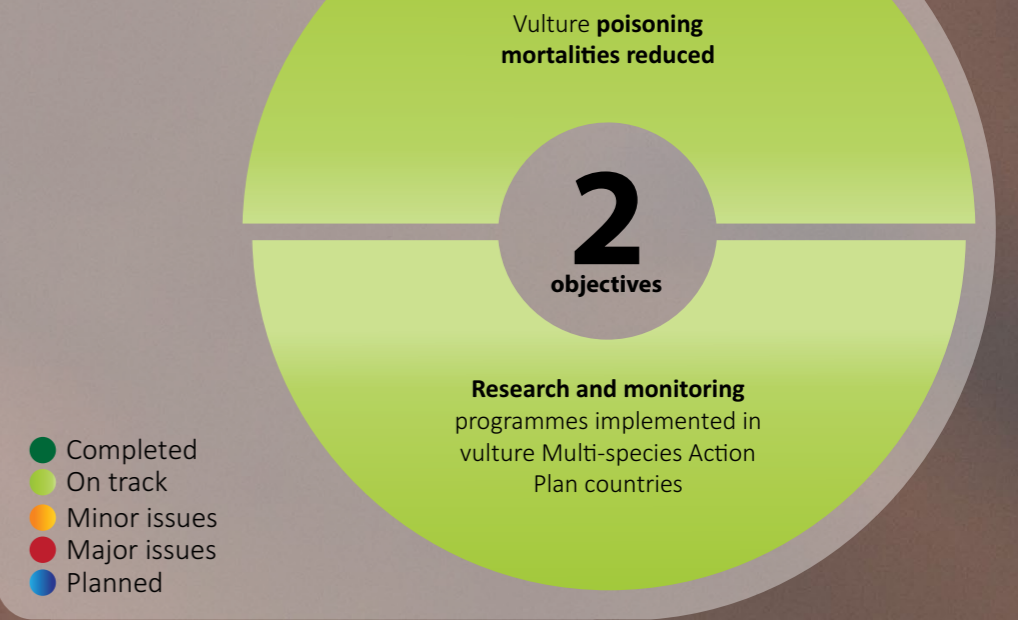 Vulture poisoning
mortalities reduced
2
objectives
Research and monitoring
programmes implemented in
vulture Multi-species Action
Plan countries
Completed
On track
Minor issues
Major issues
Planned